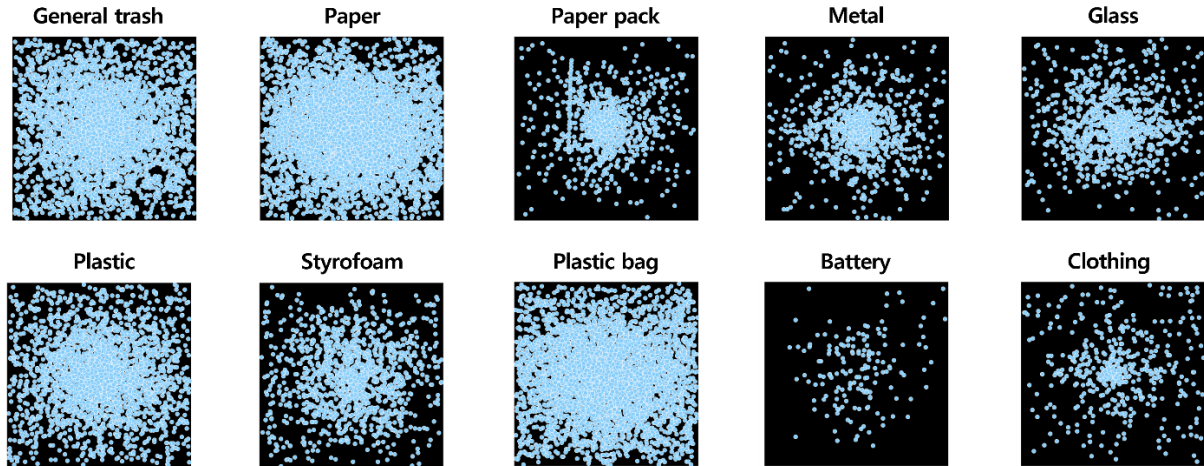 General trash
Paper
Paper pack
Metal
Glass
Plastic
Styrofoam
Plastic bag
Battery
Clothing